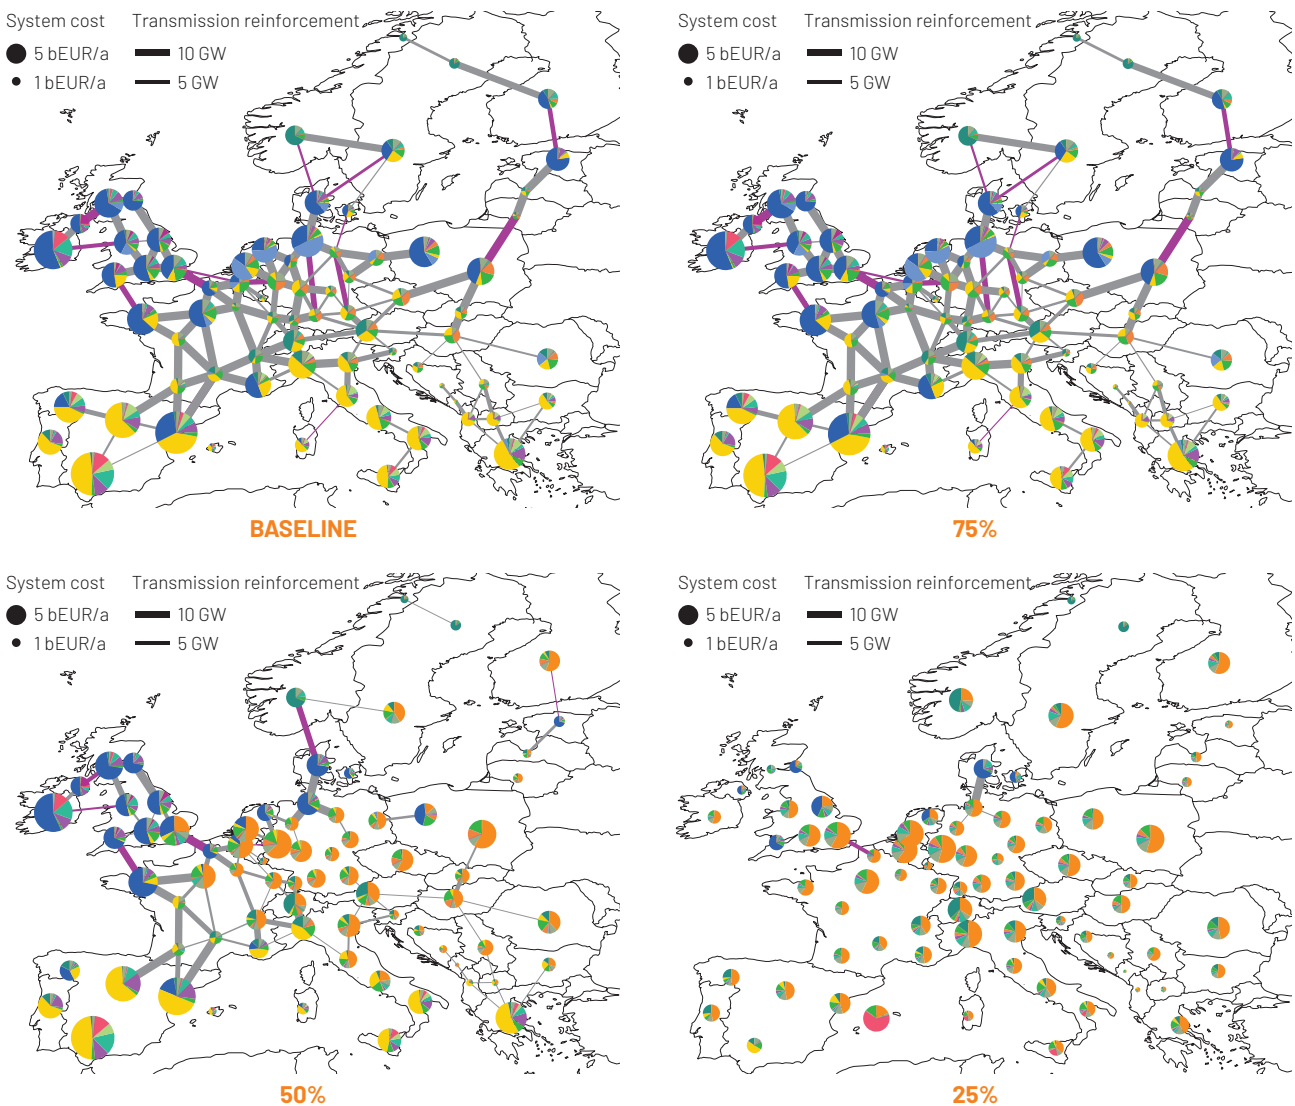 System cost Transmission reinforcement
5 bEUR/a 10 GW
1 bEUR/a 5 GW
BASELINE
System cost Transmission reinforcement
5 bEUR/a 10 GW
1 bEUR/a 5 GW
75%
System cost Transmission reinforcement
5 bEUR/a 10 GW
1 bEUR/a 5 GW
50%
System cost Transmission reinforcement
5 bEUR/a 10 GW
1 bEUR/a 5 GW
25%